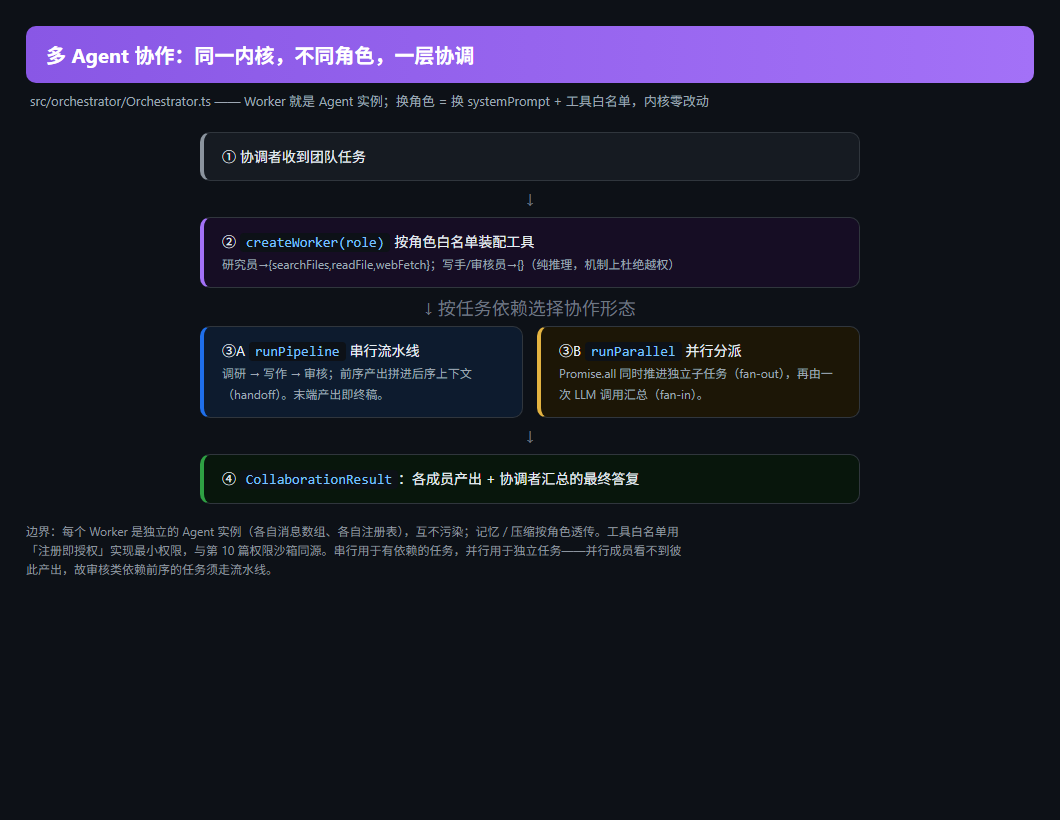 多 Agent 协作：同一内核，不同角色，一层协调
src/orchestrator/Orchestrator.ts —— Worker 就是 Agent 实例；换角色 = 换 systemPrompt + 工具白名单，内核零改动
① 协调者收到团队任务
↓
② createWorker(role) 按角色白名单装配工具
研究员→{searchFiles,readFile,webFetch}；写手/审核员→{}（纯推理，机制上杜绝越权）
↓ 按任务依赖选择协作形态
③A runPipeline 串行流水线
调研 → 写作 → 审核；前序产出拼进后序上下文
（handoff）。末端产出即终稿。
③B runParallel 并行分派
Promise.all 同时推进独立子任务（fan-out），再由一
次 LLM 调用汇总（fan-in）。
↓
④ CollaborationResult ：各成员产出 + 协调者汇总的最终答复
边界：每个 Worker 是独立的 Agent 实例（各自消息数组、各自注册表），互不污染；记忆 / 压缩按角色透传。工具白名单用
「注册即授权」实现最小权限，与第 10 篇权限沙箱同源。串行用于有依赖的任务，并行用于独立任务——并行成员看不到彼
此产出，故审核类依赖前序的任务须走流水线。